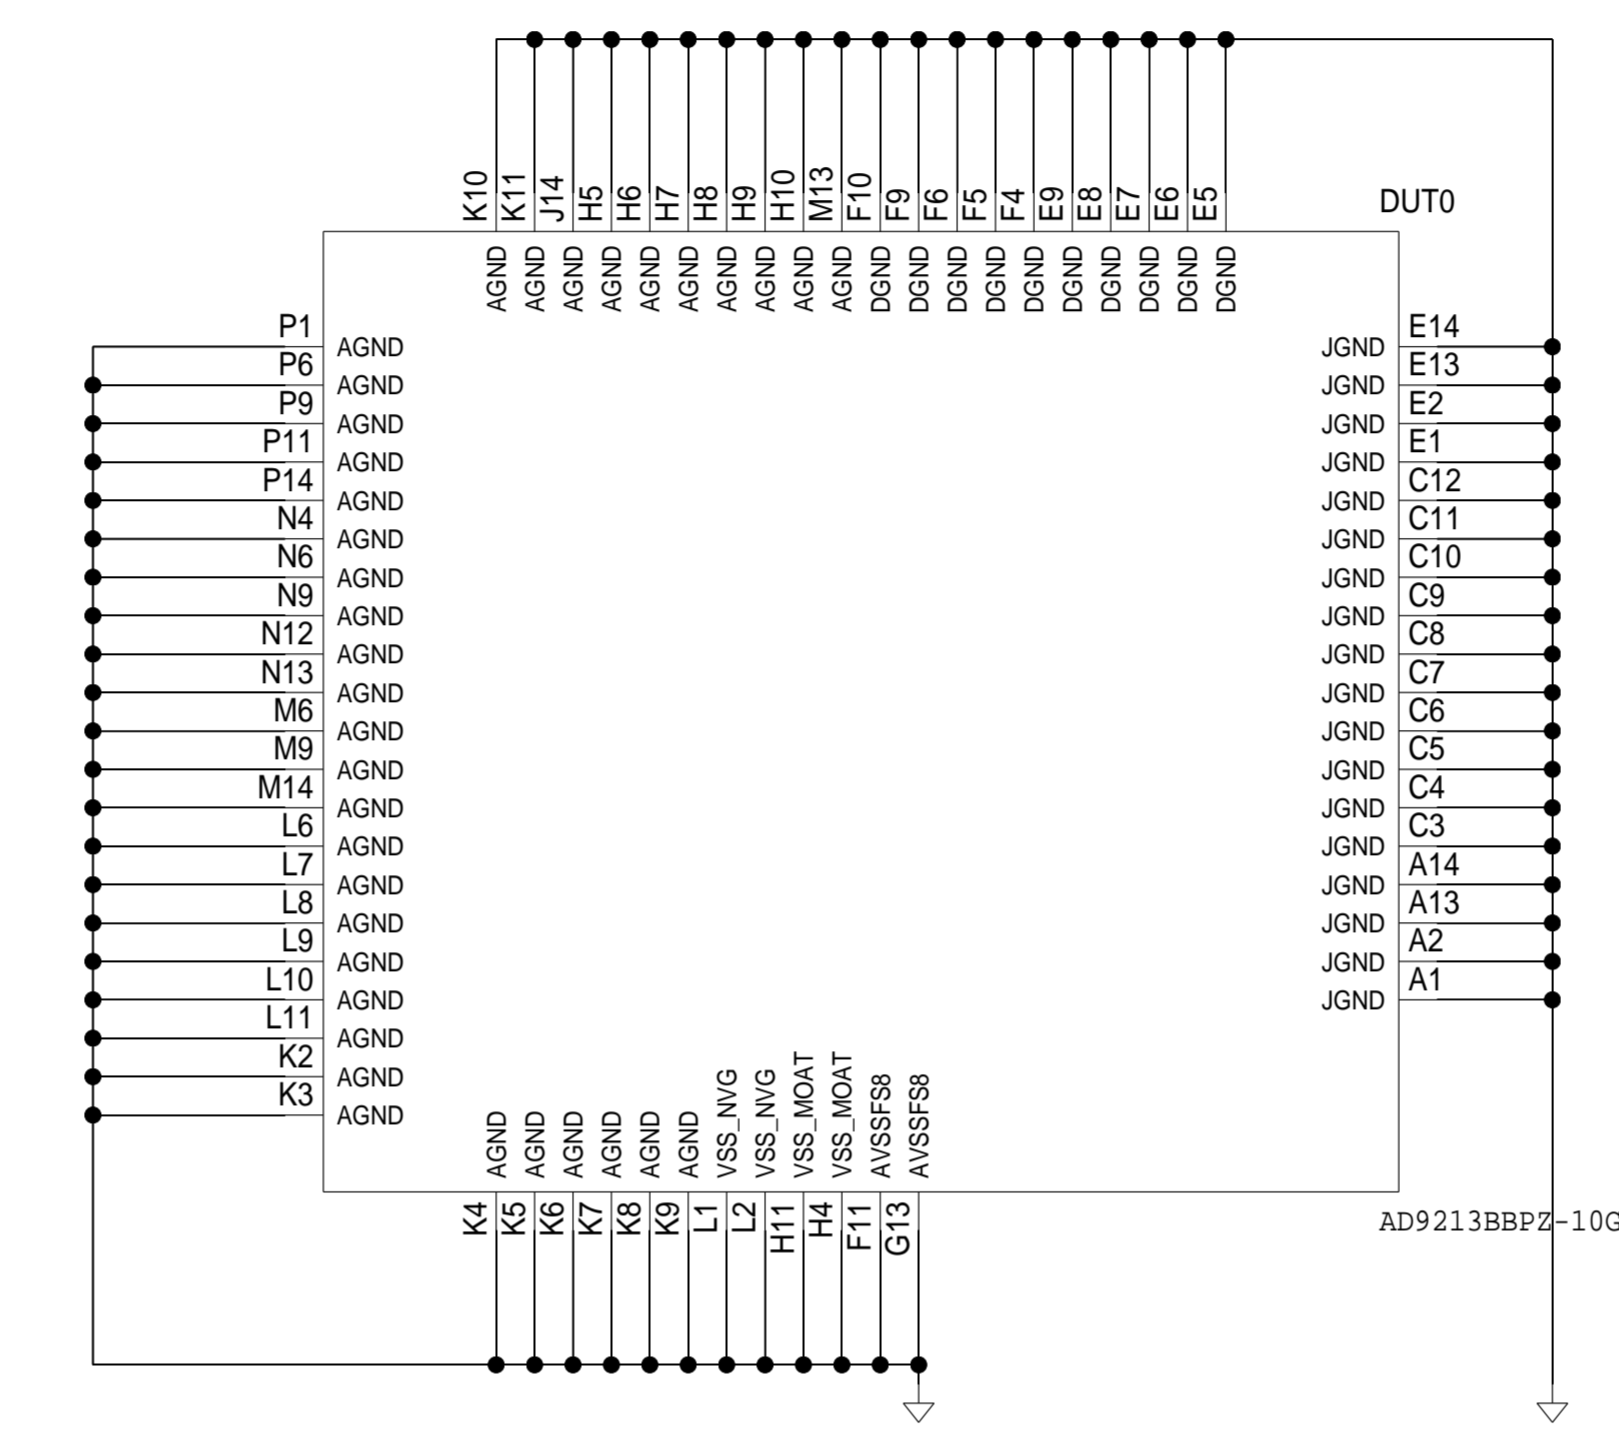 K10 K11 J14 H5 H6 H7 H8 H9 H10 M13 F10 F9 F6 F5 F4 E9 E8 E7 E6 E5
DUT0
AGND AGND AGND AGND AGND AGND AGND AGND AGND AGND DGND DGND DGND DGND DGND DGND DGND DGND DGND DGND
P1 AGND JGND E14
P6 AGND JGND E13
P9 AGND JGND E2
P11 AGND JGND E1
P14 AGND JGND C12
N4 AGND JGND C11
N6 AGND JGND C10
N9 AGND JGND C9
N12 AGND JGND C8
N13 AGND JGND C7
M6 AGND JGND C6
M9 AGND JGND C5
M14 AGND JGND C4
L6 AGND JGND C3
L7 AGND JGND A14
L8 AGND JGND A13
L9 AGND JGND A2
L10 AGND JGND A1
L11 AGND
K2 AGND
K3 AGND
AGND AGND AGND AGND AGND AGND VSS_NVG VSS_NVG VSS_MOAT VSS_MOAT AVSSFS8 AVSSFS8
K4 K5 K6 K7 K8 K9 L1 L2 H11 H4 F11 G13
AD9213BBPZ-10G